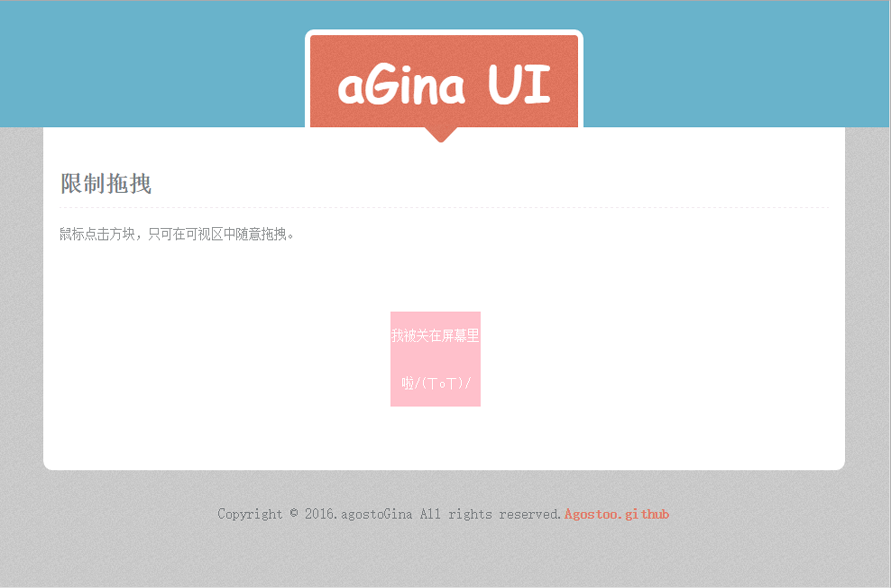 aGina UI
限制拖拽
鼠标点击方块，只可在可视区中随意拖拽。
我被关在屏幕里
啦/(ㄒoㄒ)/
Copyright © 2016.agostoGina All rights reserved.Agostoo.github